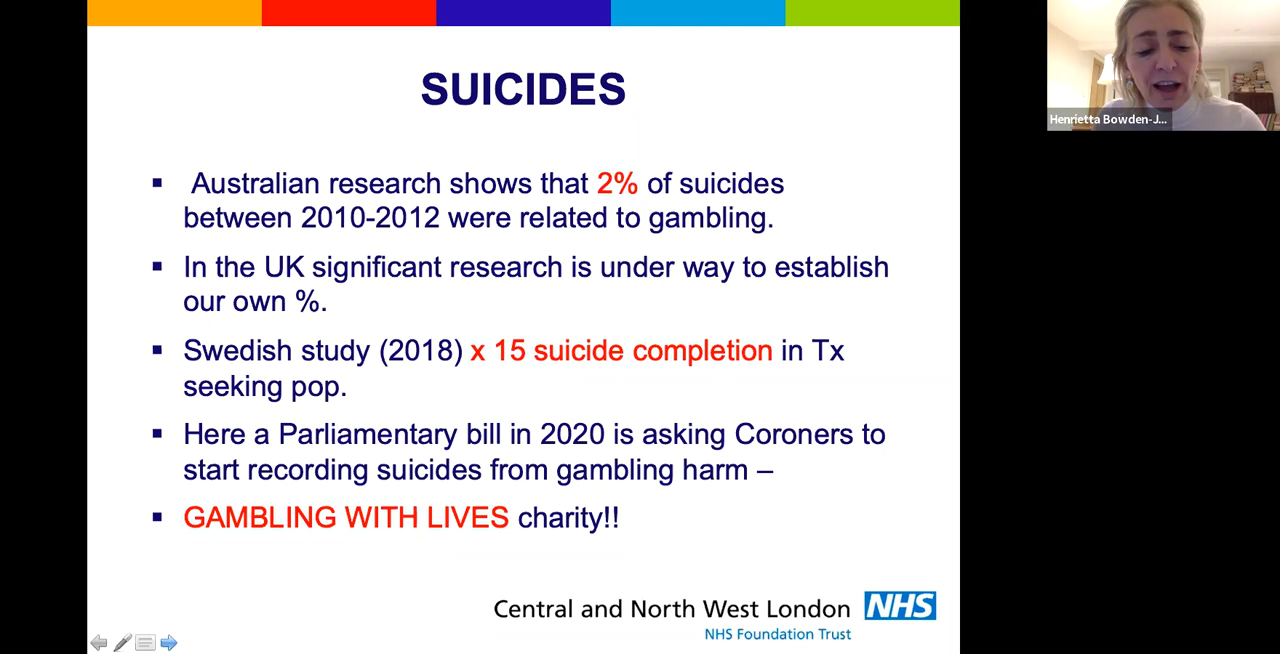 SUICIDES
▪ Australian research shows that 2% of suicides
between 2010-2012 were related to gambling.
▪ In the UK significant research is under way to establish
our own %.
▪ Swedish study (2018) x 15 suicide completion in Tx
seeking pop.
▪ Here a Parliamentary bill in 2020 is asking Coroners to
start recording suicides from gambling harm –
▪ GAMBLING WITH LIVES charity!!
Central and North West London NHS
NHS Foundation Trust
Henrietta Bowden-J...